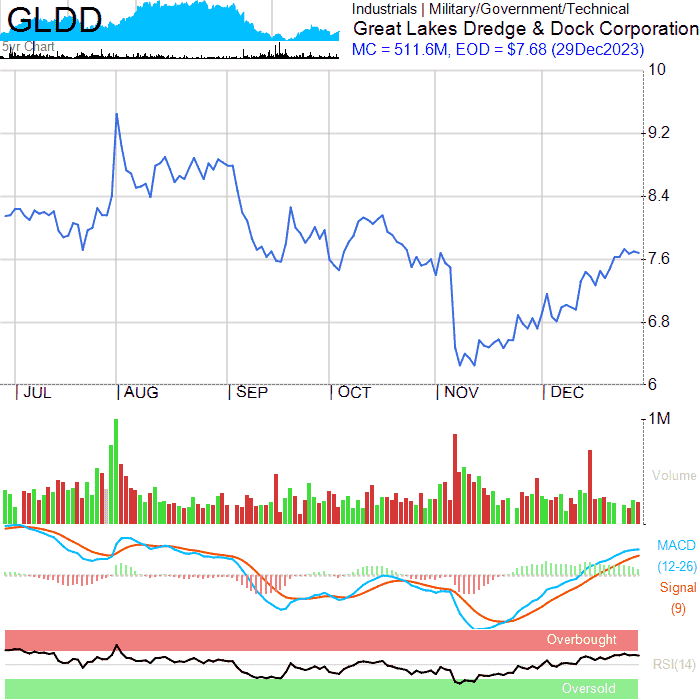 GLDD
5yr Chart
Industrials | Military/Government/Technical
Great Lakes Dredge & Dock Corporation
MC = 511.6M, EOD = $7.68 (29Dec2023)
10
9.2
8.4
7.6
6.8
6
JUL AUG SEP OCT NOV DEC
1M
Volume
MACD
(12-26)
Signal
(9)
Overbought
RSI(14)
Oversold